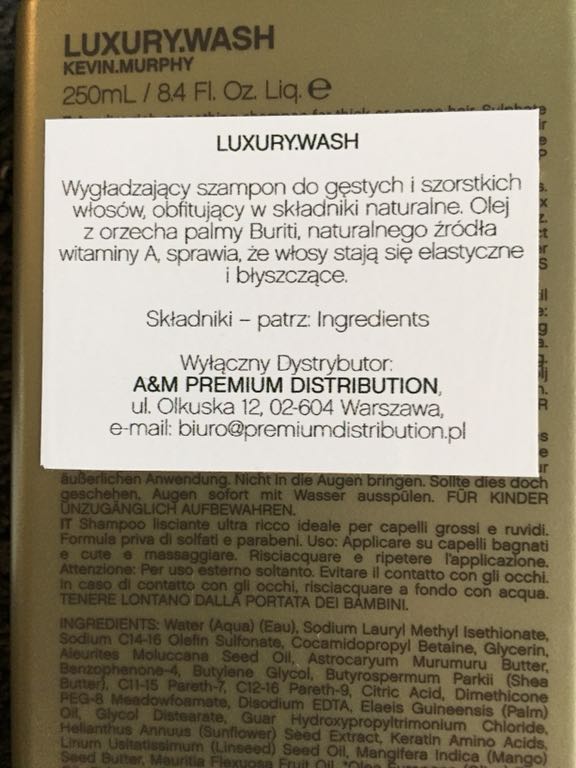 LUXURY.WASH
KEVIN.MURPHY
250mL / 8.4 Fl. Oz. Liq. e
LUXURY.WASH
Wygładzający szampon do gęstych i szorstkich
włosów, obfitujący w składniki naturalne. Olej
z orzecha palmy Buriti, naturalnego źródła
witaminy A, sprawia, że włosy stają się elastyczne
i błyszczące.
Składniki – patrz: Ingredients
Wyłączny Dystrybutor:
A&M PREMIUM DISTRIBUTION,
ul. Olkuska 12, 02-604 Warszawa,
e-mail: biuro@premiumdistribution.pl
äußerlichen Anwendung. Nicht in die Augen bringen. Sollte dies doch
geschehen, Augen sofort mit Wasser ausspülen. FÜR KINDER
UNZUGÄNGLICH AUFBEWAHREN.
IT Shampoo lisciante ultra ricco ideale per capelli grossi e ruvidi.
Formula priva di solfati e parabeni. Uso: Applicare su capelli bagnati
e cute e massaggiare. Risciacquare e ripetere l'applicazione.
Attenzione: Per uso esterno soltanto. Evitare il contatto con gli occhi.
In caso di contatto con gli occhi, risciacquare a fondo con acqua.
TENERE LONTANO DALLA PORTATA DEI BAMBINI.
INGREDIENTS: Water (Aqua) (Eau), Sodium Lauryl Methyl Isethionate,
Sodium C14-16 Olefin Sulfonate, Cocamidopropyl Betaine, Glycerin,
Aleurites Moluccana Seed Oil, Astrocaryum Murumuru Butter,
Benzophenone-4, Butylene Glycol, Butyrospermum Parkii (Shea
Butter), C11-15 Pareth-7, C12-16 Pareth-9, Citric Acid, Dimethicone
PEG-8 Meadowfoamate, Disodium EDTA, Elaeis Guineensis (Palm)
Oil, Glycol Distearate, Guar Hydroxypropyltrimonium Chloride,
Helianthus Annuus (Sunflower) Seed Extract, Keratin Amino Acids,
Linum Usitatissimum (Linseed) Seed Oil, Mangifera Indica (Mango)
Seed Butter, Mauritia Flexuosa Fruit Oil,